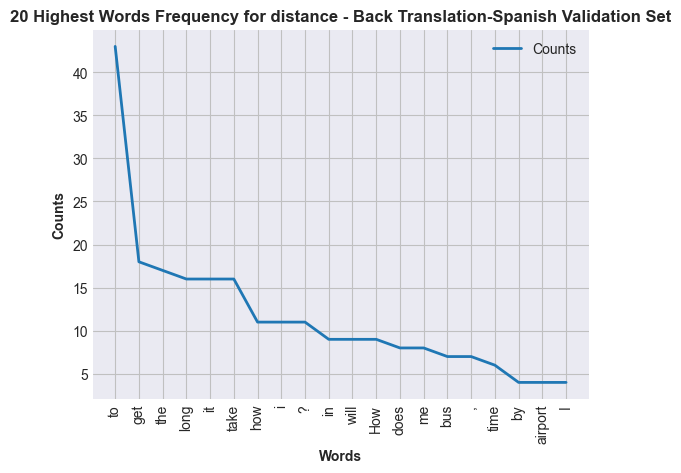 20 Highest Words Frequency for distance - Back Translation-Spanish Validation Set
Counts
Counts
40
35
30
25
20
15
10
5
to
get
the
long
it
take
how
i
?
in
will
How
does
me
bus
,
time
by
airport
I
Words